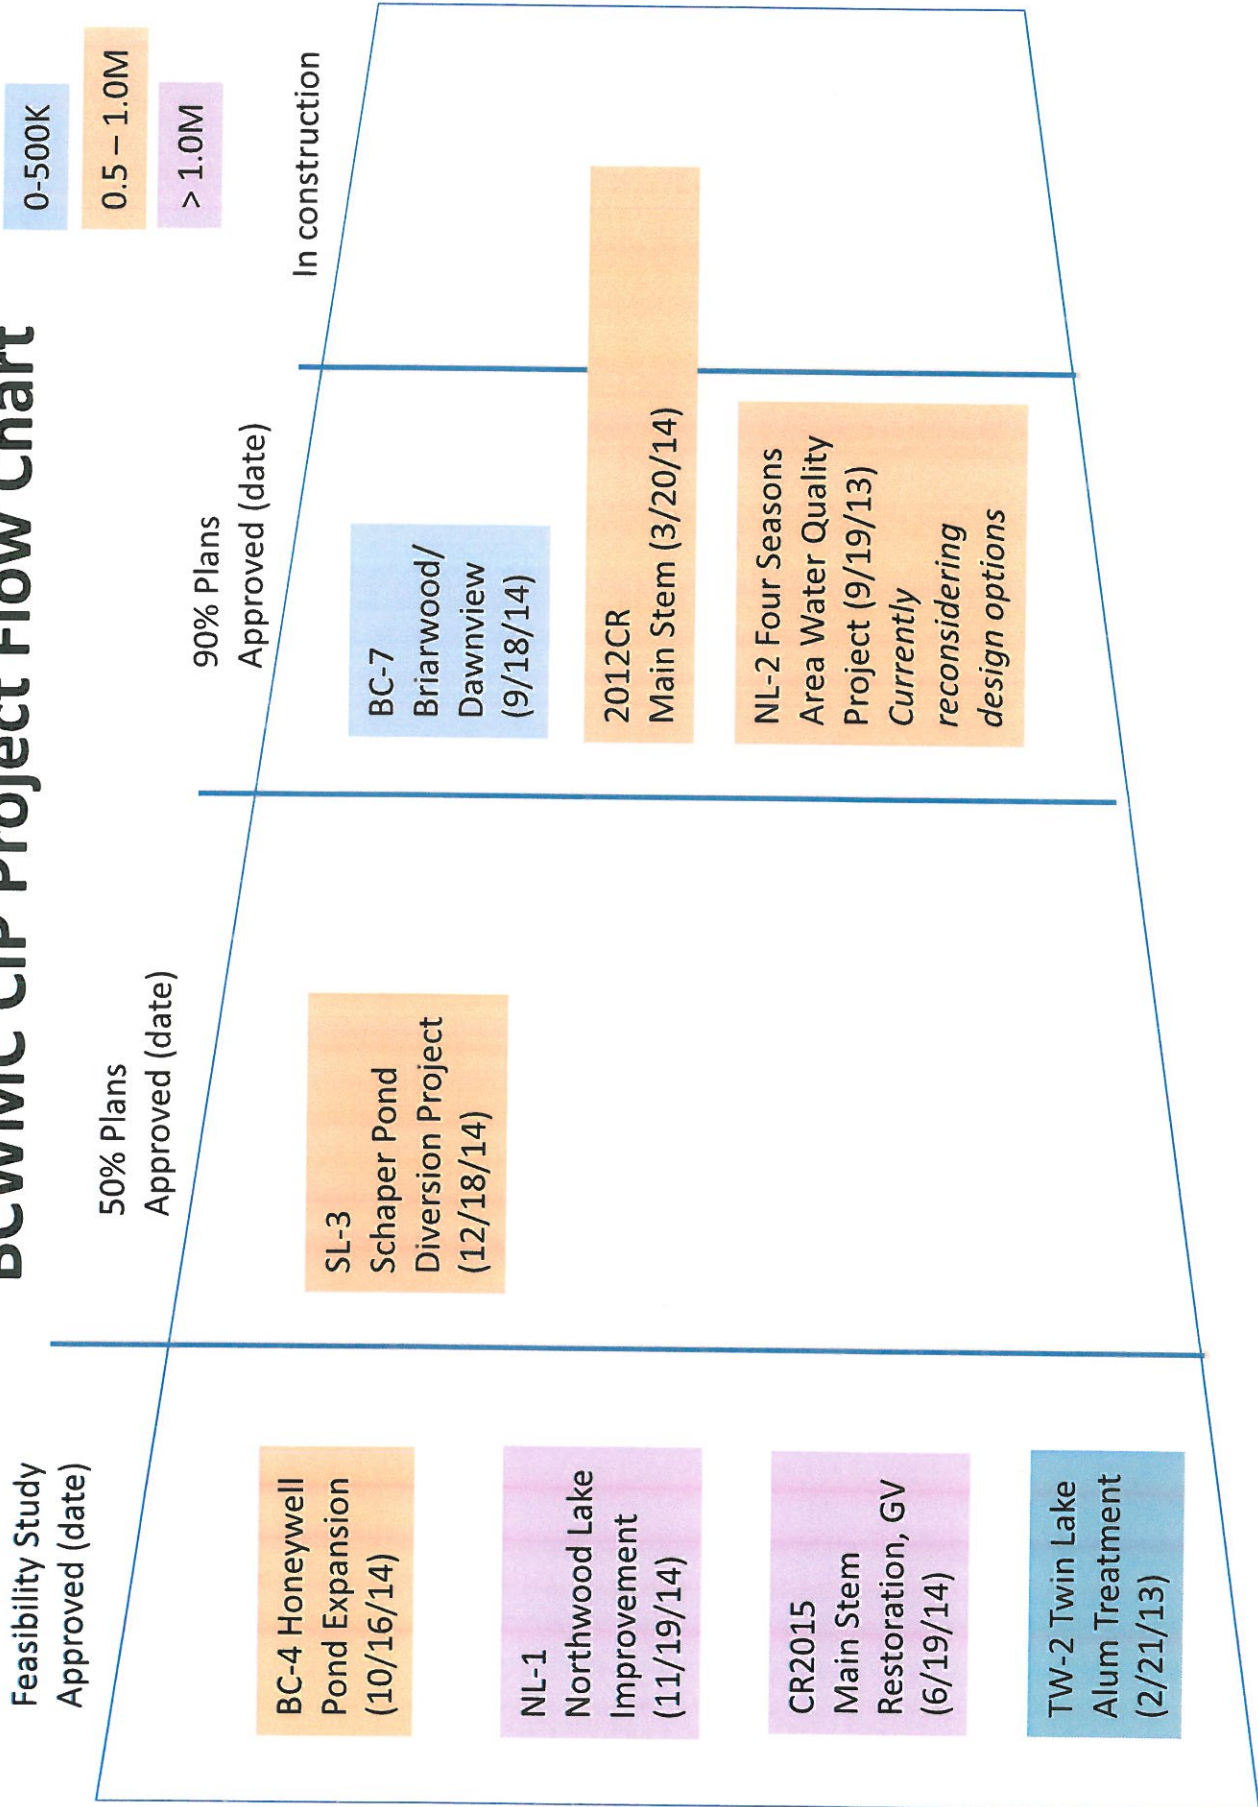 BCWMC CIP Project Flow Chart
0-500K
0.5 – 1.0M
> 1.0M
Feasibility Study
Approved (date)
50% Plans
Approved (date)
90% Plans
Approved (date)
In construction
BC-4 Honeywell
Pond Expansion
(10/16/14)
NL-1
Northwood Lake
Improvement
(11/19/14)
CR2015
Main Stem
Restoration, GV
(6/19/14)
TW-2 Twin Lake
Alum Treatment
(2/21/13)
SL-3
Schaper Pond
Diversion Project
(12/18/14)
BC-7
Briarwood/
Dawnview
(9/18/14)
2012CR
Main Stem (3/20/14)
NL-2 Four Seasons
Area Water Quality
Project (9/19/13)
Currently
reconsidering
design options